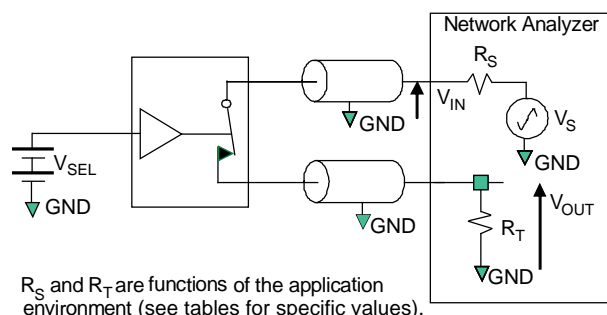 Network Analyzer
R_S
V_IN
V_S
GND
GND
V_SEL
GND
GND
V_OUT
R_T
GND
R_S and R_T are functions of the application
environment (see tables for specific values).